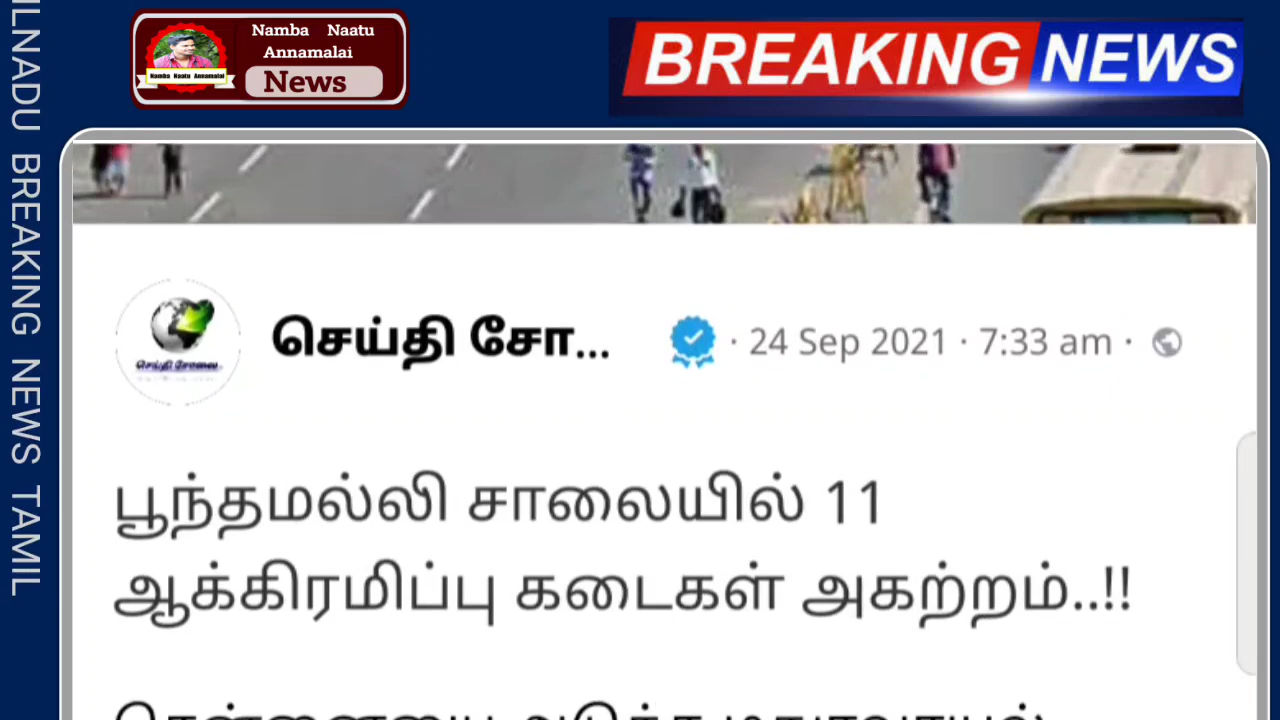 ILNADU BREAKING NEWS TAMIL
Namba Naatu
Annamalai
News
Namba Naatu Annamalai
BREAKING NEWS
செய்தி சோ... · 24 Sep 2021 · 7:33 am ·
செய்தி சோலை
பூந்தமல்லி சாலையில் 11
ஆக்கிரமிப்பு கடைகள் அகற்றம்..!!